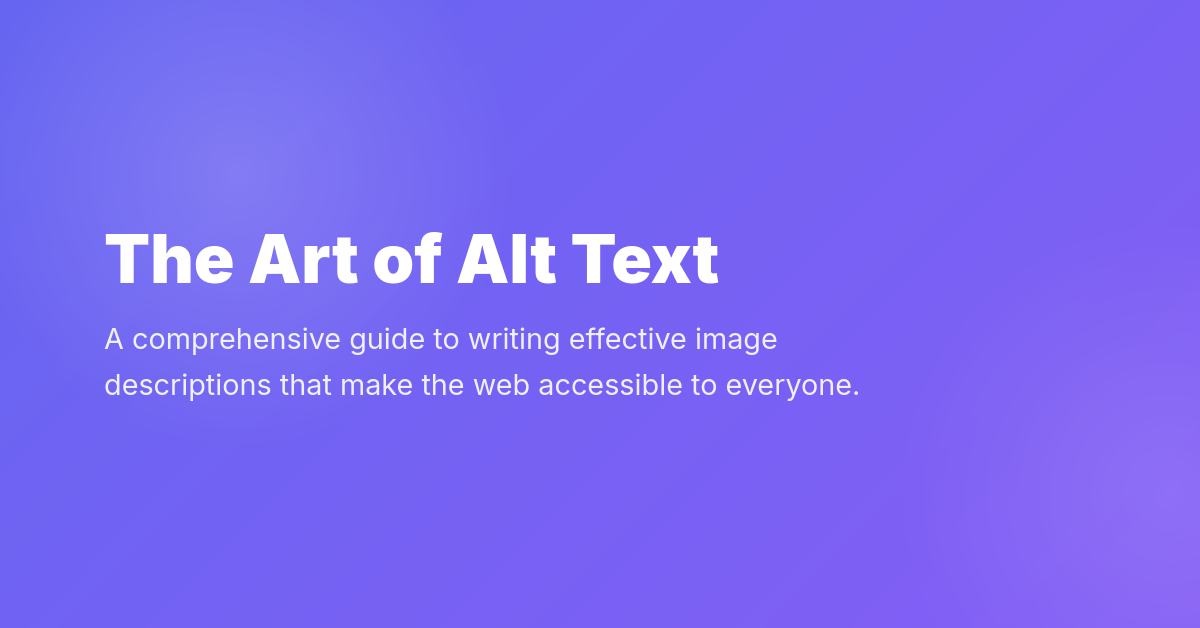 The Art of Alt Text
A comprehensive guide to writing effective image
descriptions that make the web accessible to everyone.